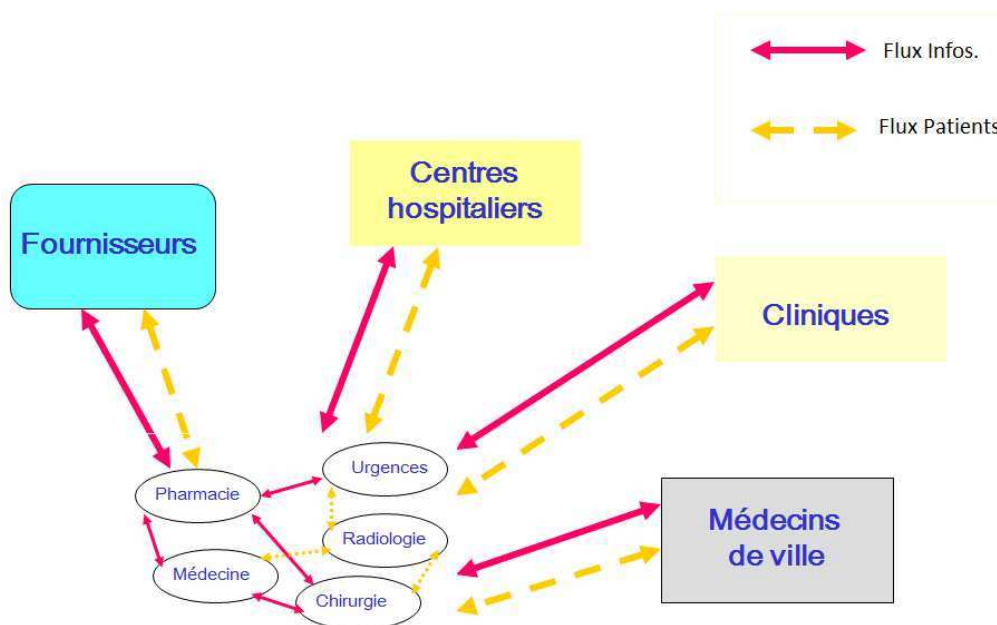 Flux Infos.
Flux Patients
Centres
hospitaliers
Fournisseurs
Cliniques
Urgences
Pharmacie
Radiologie
Médecine
Chirurgie
Médecins
de ville